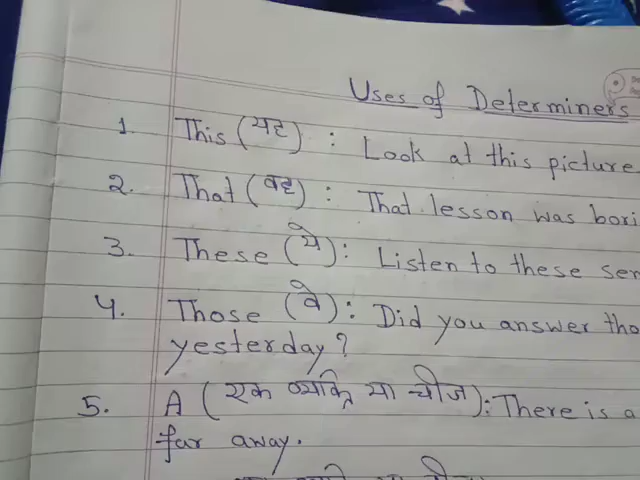 Uses of Determiners
1. This (यह) : Look at this picture
2. That (वह) : That lesson was bori
3. These (ये) : Listen to these sen
4. Those (वे) : Did you answer tho
yesterday?
5. A (एक व्यक्ति या चीज) : There is a
far away.